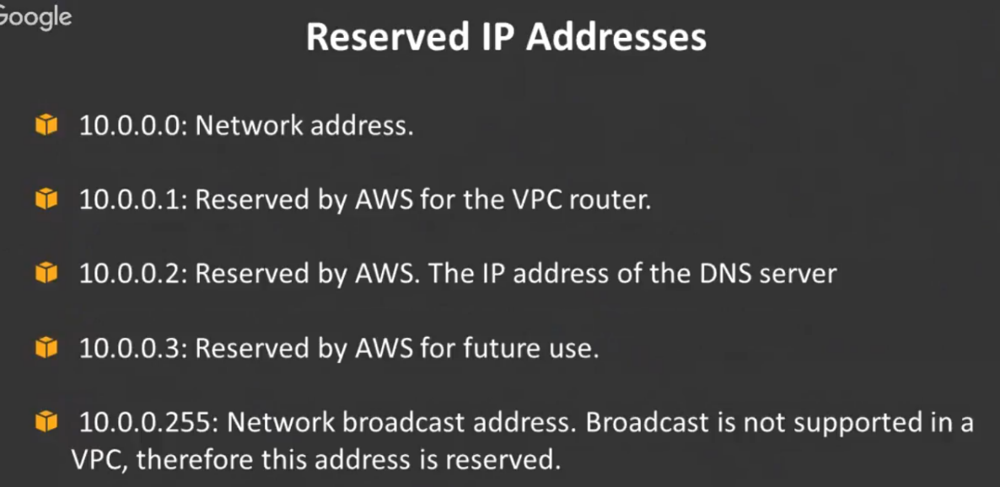 Google
Reserved IP Addresses
10.0.0.0: Network address.
10.0.0.1: Reserved by AWS for the VPC router.
10.0.0.2: Reserved by AWS. The IP address of the DNS server
10.0.0.3: Reserved by AWS for future use.
10.0.0.255: Network broadcast address. Broadcast is not supported in a
VPC, therefore this address is reserved.